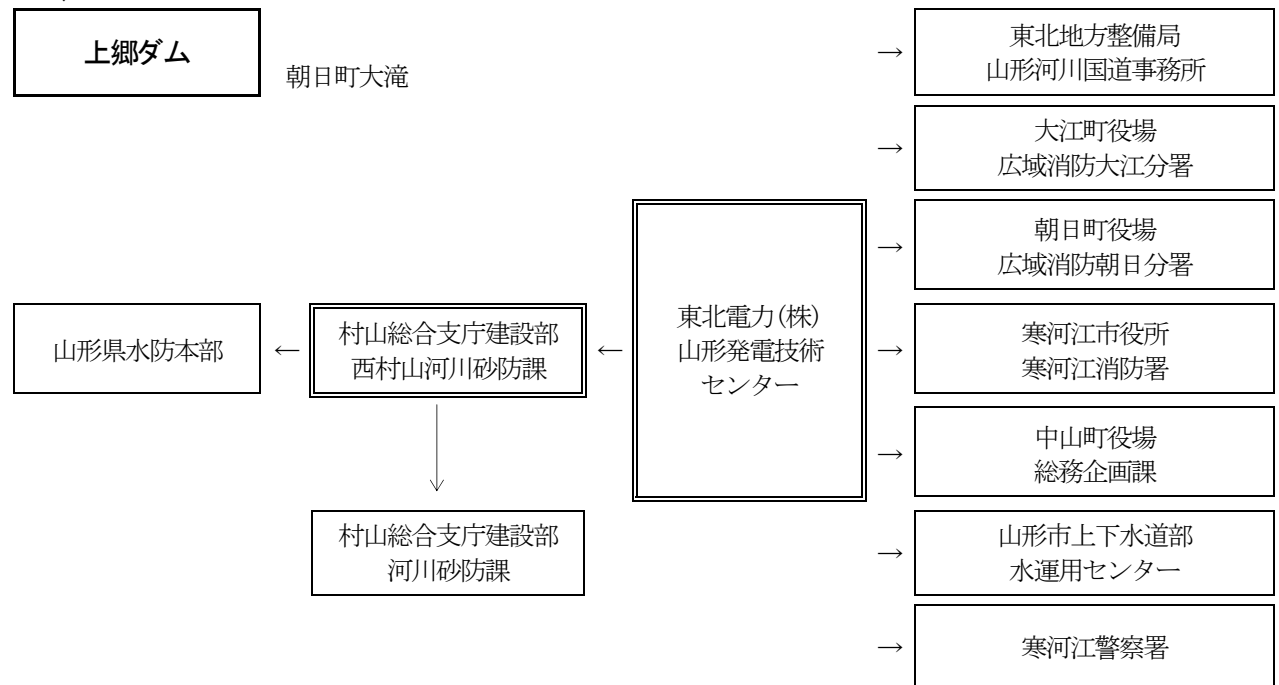 上郷ダム
朝日町大滝
→
東北地方整備局
山形河川国道事務所
→
大江町役場
広域消防大江分署
→
朝日町役場
広域消防朝日分署
山形県水防本部
←
村山総合支庁建設部
西村山河川砂防課
←
東北電力(株)
山形発電技術
センター
→
寒河江市役所
寒河江消防署
→
中山町役場
総務企画課
村山総合支庁建設部
河川砂防課
→
山形市上下水道部
水運用センター
→
寒河江警察署